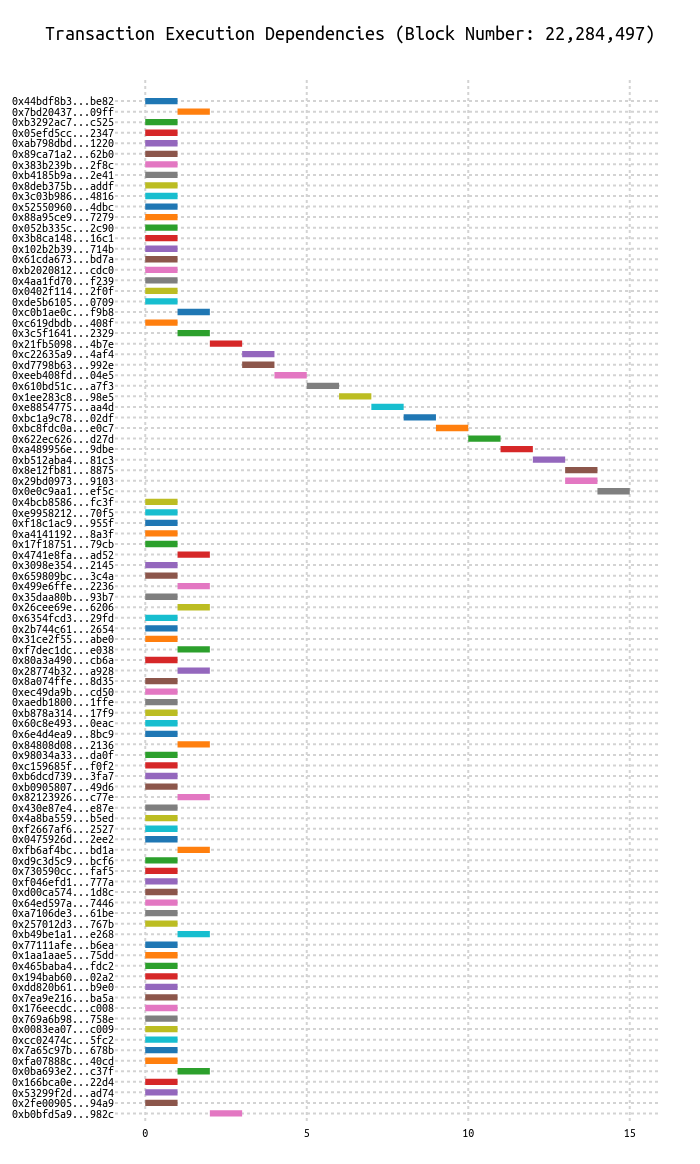 Transaction Execution Dependencies (Block Number: 22,284,497)
0x44bdf8b3...be82
0x7bd20437...09ff
0xb3292ac7...c525
0x05efd5cc...2347
0xab798dbd...1220
0x89ca71a2...62b0
0x383b239b...2f8c
0xb4185b9a...2e41
0x8deb375b...addf
0x3c03b986...4816
0x52550960...4dbc
0x88a95ce9...7279
0x052b335c...2c90
0x3b8ca148...16c1
0x102b2b39...714b
0x61cda673...bd7a
0xb2020812...cdc0
0x4aa1fd70...f239
0x0402f114...2f0f
0xde5b6105...0709
0xc0b1ae0c...f9b8
0xc619dbdb...408f
0x3c5f1641...2329
0x21fb5098...4b7e
0xc22635a9...4af4
0xd7798b63...992e
0xeeb408fd...04e5
0x610bd51c...a7f3
0x1ee283c8...98e5
0xe8854775...aa4d
0xbc1a9c78...02df
0xbc8fdc0a...e0c7
0x622ec626...d27d
0xa489956e...9dbe
0xb512aba4...81c3
0x8e12fb81...8875
0x29bd0973...9103
0x0e0c9aa1...ef5c
0x4bcb8586...fc3f
0xe9958212...70f5
0xf18c1ac9...955f
0xa4141192...8a3f
0x17f18751...79cb
0x4741e8fa...ad52
0x3098e354...2145
0x659809bc...3c4a
0x499e6ffe...2236
0x35daa80b...93b7
0x26cee69e...6206
0x6354fcd3...29fd
0x2b744c61...2654
0x31ce2f55...abe0
0xf7dec1dc...e038
0x80a3a490...cb6a
0x28774b32...a928
0x8a074ffe...8d35
0xec49da9b...cd50
0xaedb1800...1ffe
0xb878a314...17f9
0x60c8e493...0eac
0x6e4d4ea9...8bc9
0x84808d08...2136
0x98034a33...da0f
0xc159685f...f0f2
0xb6dcd739...3fa7
0xb0905807...49d6
0x82123926...c77e
0x430e87e4...e87e
0x4a8ba559...b5ed
0xf2667af6...2527
0x0475926d...2ee2
0xfb6af4bc...bd1a
0xd9c3d5c9...bcf6
0x730590cc...faf5
0xf046efd1...777a
0xd00ca574...1d8c
0x64ed597a...7446
0xa7106de3...61be
0x257012d3...767b
0xb49be1a1...e268
0x77111afe...b6ea
0x1aa1aae5...75dd
0x465baba4...fdc2
0x194bab60...02a2
0xdd820b61...b9e0
0x7ea9e216...ba5a
0x176eecdc...c008
0x769a6b98...758e
0x0083ea07...c009
0xcc02474c...5fc2
0x7a65c97b...678b
0xfa07888c...40cd
0x0ba693e2...c37f
0x166bca0e...22d4
0x53299f2d...ad74
0x2fe00905...94a9
0xb0bfd5a9...982c
0 5 10 15